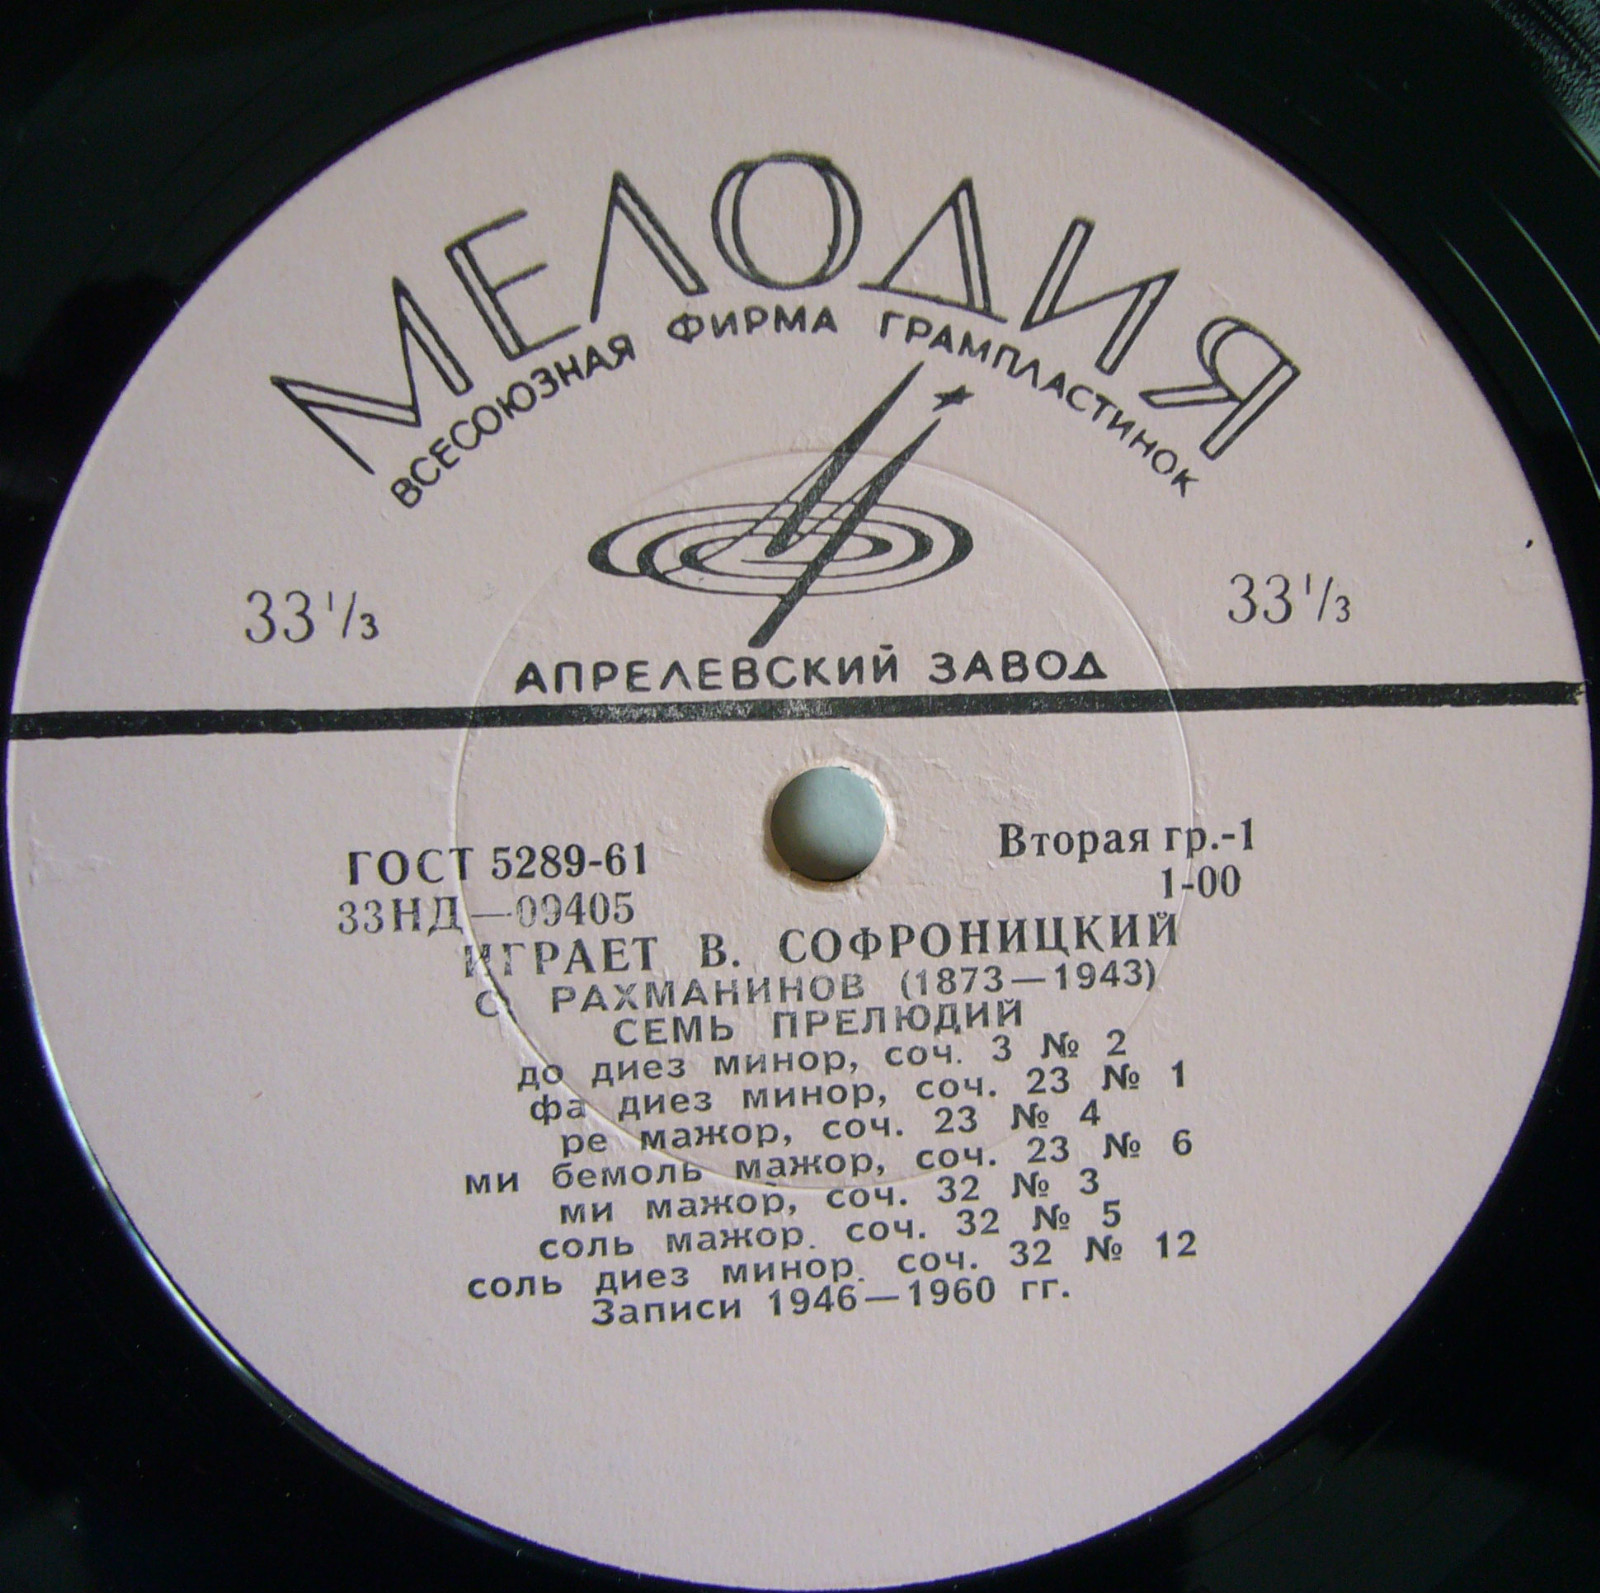 МЕЛОДИЯ
ВСЕСОЮЗНАЯ ФИРМА ГРАМПЛАСТИНОК
33⅓ 33⅓
АПРЕЛЕВСКИЙ ЗАВОД
ГОСТ 5289-61 Вторая гр.-1
33НД—09405 1-00
ИГРАЕТ В. СОФРОНИЦКИЙ
С. РАХМАНИНОВ (1873—1943)
СЕМЬ ПРЕЛЮДИЙ
до диез минор, соч. 3 № 2
фа диез минор, соч. 23 № 1
ре мажор, соч. 23 № 4
ми бемоль мажор, соч. 23 № 6
ми мажор, соч. 32 № 3
соль мажор. соч. 32 № 5
соль диез минор. соч. 32 № 12
Записи 1946—1960 гг.